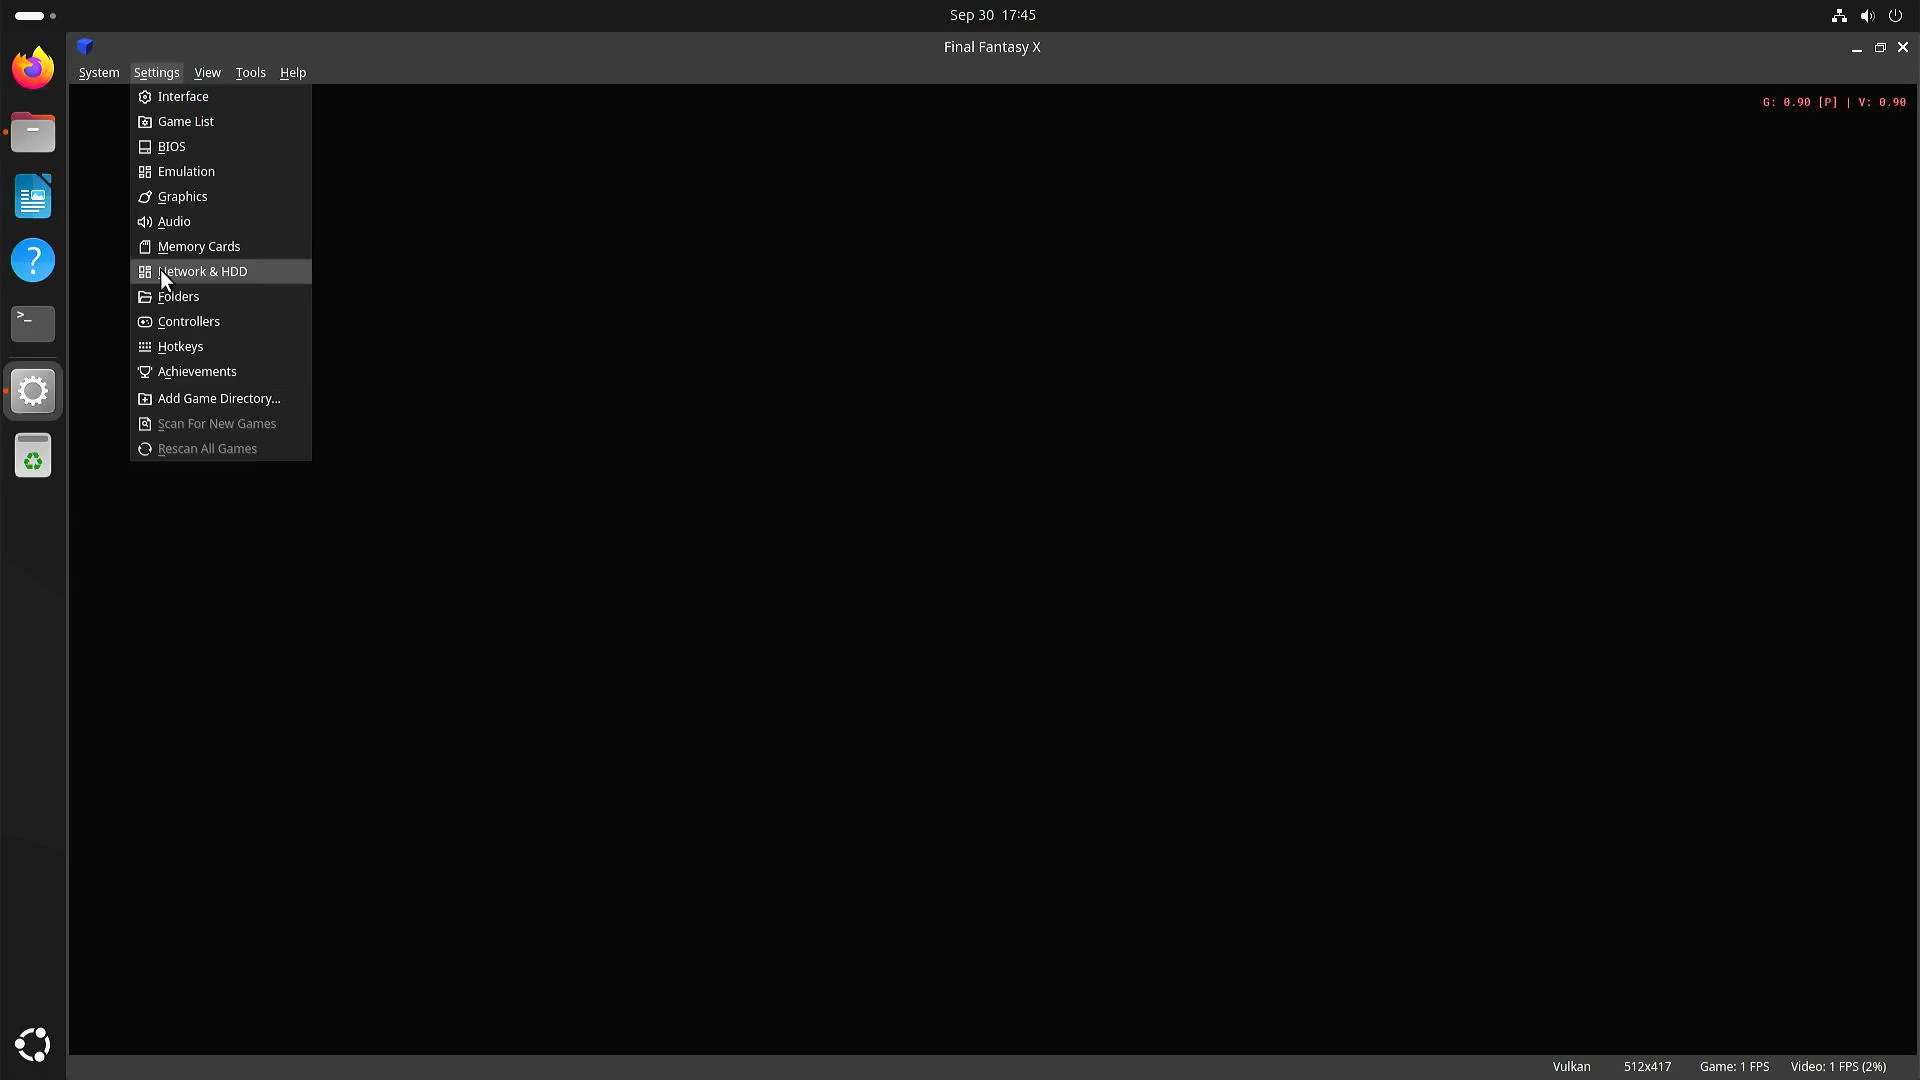 Sep 30 17:45
Final Fantasy X
System Settings View Tools Help
G: 0.90 [P] | V: 0.90
Interface
Game List
BIOS
Emulation
Graphics
Audio
Memory Cards
Network & HDD
Folders
Controllers
Hotkeys
Achievements
Add Game Directory...
Scan For New Games
Rescan All Games
Vulkan 512x417 Game: 1 FPS Video: 1 FPS (2%)